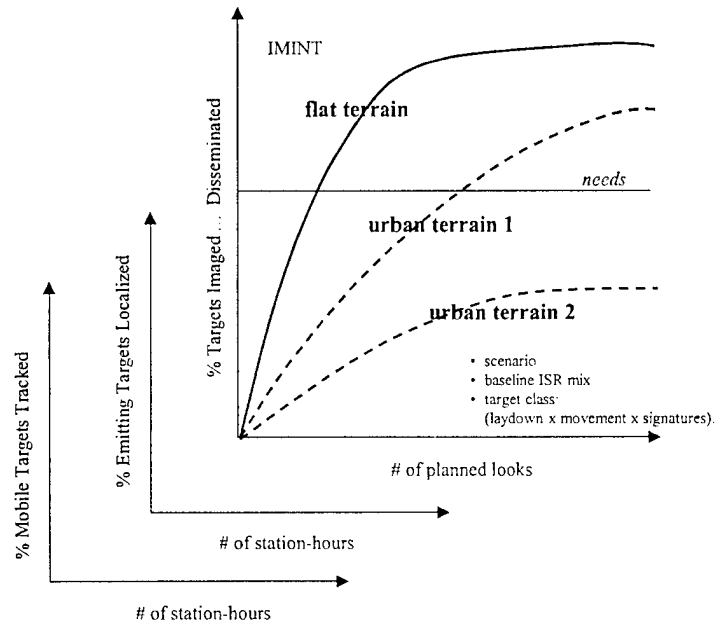 IMINT
flat terrain
% Targets Imaged ... Disseminated
needs
urban terrain 1
urban terrain 2
• scenario
• baseline ISR mix
• target class
(laydown x movement x signatures).
# of planned looks
% Emitting Targets Localized
# of station-hours
% Mobile Targets Tracked
# of station-hours